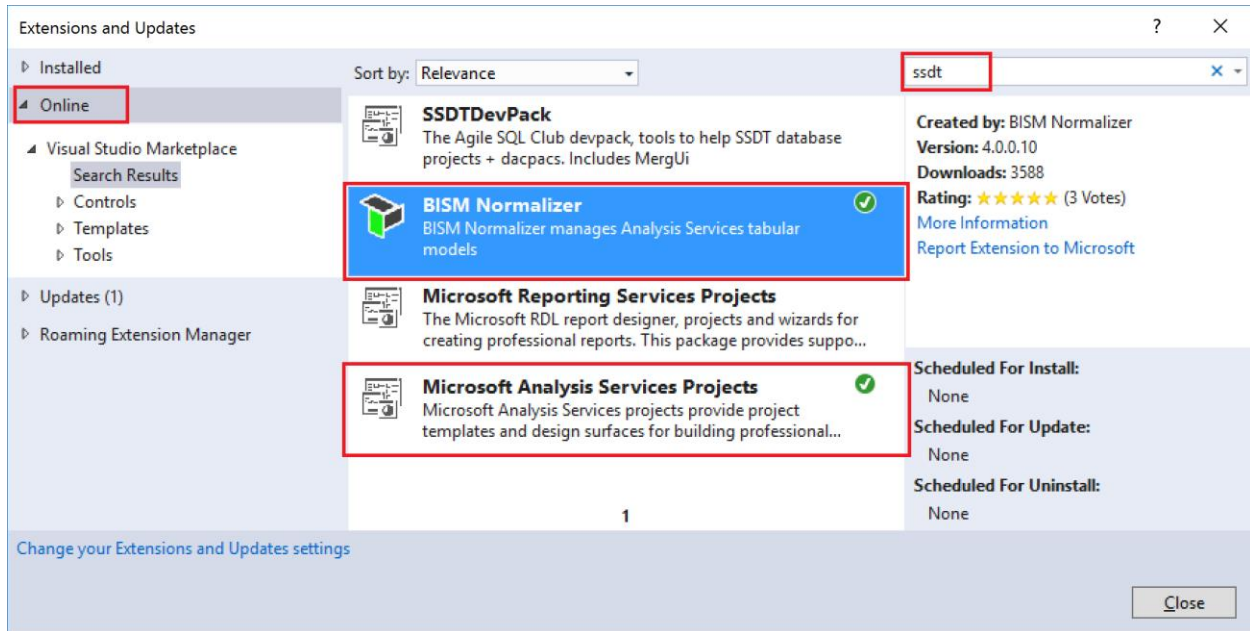 Extensions and Updates
?
Installed
Online
Visual Studio Marketplace
Search Results
Controls
Templates
Tools
Updates (1)
Roaming Extension Manager
Sort by: Relevance
SSDTDevPack
The Agile SQL Club devpack, tools to help SSDT database
projects + dacpacs. Includes MergUi
BISM Normalizer
BISM Normalizer manages Analysis Services tabular
models
Microsoft Reporting Services Projects
The Microsoft RDL report designer, projects and wizards for
creating professional reports. This package provides suppo...
Microsoft Analysis Services Projects
Microsoft Analysis Services projects provide project
templates and design surfaces for building professional...
1
ssdt
Created by: BISM Normalizer
Version: 4.0.0.10
Downloads: 3588
Rating: ★★★★★ (3 Votes)
More Information
Report Extension to Microsoft
Scheduled For Install:
None
Scheduled For Update:
None
Scheduled For Uninstall:
None
Change your Extensions and Updates settings
Close